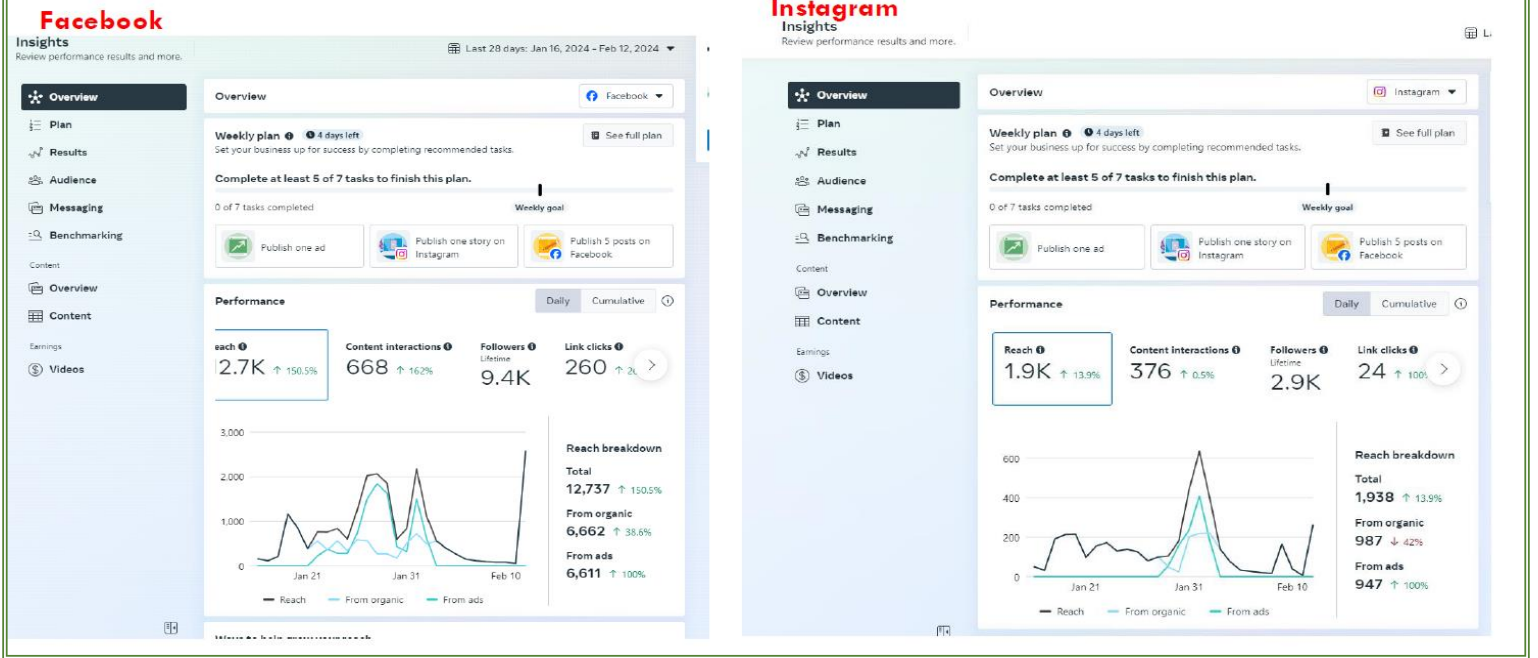 Facebook
Insights
Review performance results and more.
Last 28 days: Jan 16, 2024 – Feb 12, 2024
Overview
Plan
Results
Audience
Messaging
Benchmarking
Content
Overview
Content
Earnings
Videos
Overview
Facebook
Weekly plan
4 days left
See full plan
Set your business up for success by completing recommended tasks.
Complete at least 5 of 7 tasks to finish this plan.
0 of 7 tasks completed
Weekly goal
Publish one ad
Publish one story on
Instagram
Publish 5 posts on
Facebook
Performance
Daily
Cumulative
each
2.7K ↑ 150.5%
Content interactions
668 ↑ 162%
Followers
Lifetime
9.4K
Link clicks
260 ↑
3,000
2,000
1,000
0
Jan 21
Jan 31
Feb 10
Reach
From organic
From ads
Reach breakdown
Total
12,737 ↑ 150.5%
From organic
6,662 ↑ 38.6%
From ads
6,611 ↑ 100%
Instagram
Insights
Review performance results and more.
Overview
Plan
Results
Audience
Messaging
Benchmarking
Content
Overview
Content
Earnings
Videos
Overview
Instagram
Weekly plan
4 days left
See full plan
Set your business up for success by completing recommended tasks.
Complete at least 5 of 7 tasks to finish this plan.
0 of 7 tasks completed
Weekly goal
Publish one ad
Publish one story on
Instagram
Publish 5 posts on
Facebook
Performance
Daily
Cumulative
Reach
1.9K ↑ 13.9%
Content interactions
376 ↑ 0.5%
Followers
Lifetime
2.9K
Link clicks
24 ↑ 100
600
400
200
0
Jan 21
Jan 31
Feb 10
Reach
From organic
From ads
Reach breakdown
Total
1,938 ↑ 13.9%
From organic
987 ↓ 42%
From ads
947 ↑ 100%